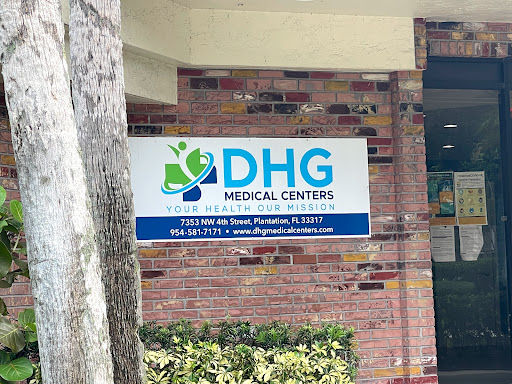 DHG
MEDICAL CENTERS
YOUR HEALTH OUR MISSION
7353 NW 4th Street, Plantation, FL 33317
954-581-7171 • www.dhgmedicalcenters.com